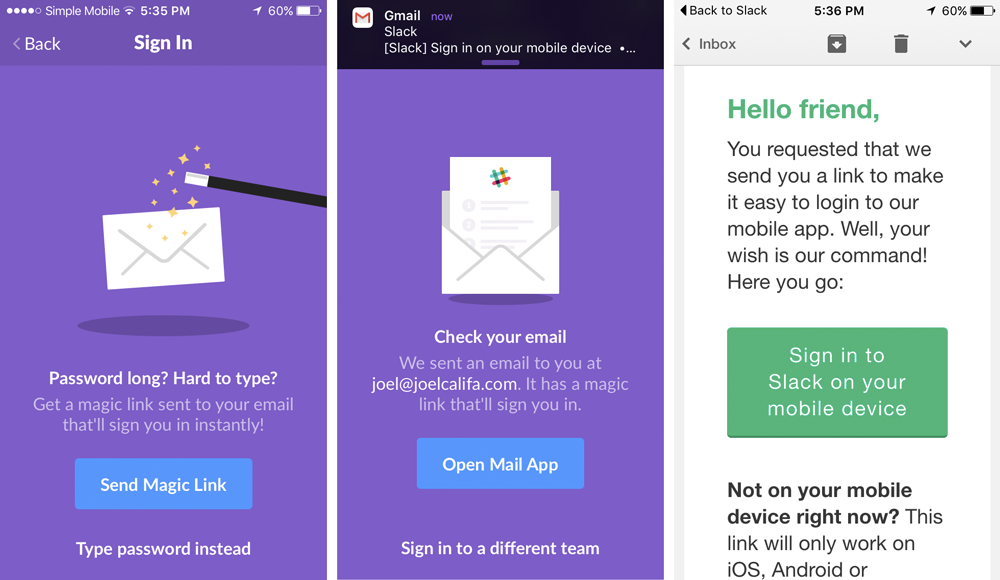 Simple Mobile 5:35 PM 60%
Back Sign In
Password long? Hard to type?
Get a magic link sent to your email
that'll sign you in instantly!
Send Magic Link
Type password instead
Gmail now
Slack
[Slack] Sign in on your mobile device •...
1
2
Check your email
We sent an email to you at
joel@joelcalifa.com. It has a magic
link that'll sign you in.
Open Mail App
Sign in to a different team
Back to Slack 5:36 PM 60%
Inbox
Hello friend,
You requested that we
send you a link to make
it easy to login to our
mobile app. Well, your
wish is our command!
Here you go:
Sign in to
Slack on your
mobile device
Not on your mobile
device right now? This
link will only work on
iOS, Android or